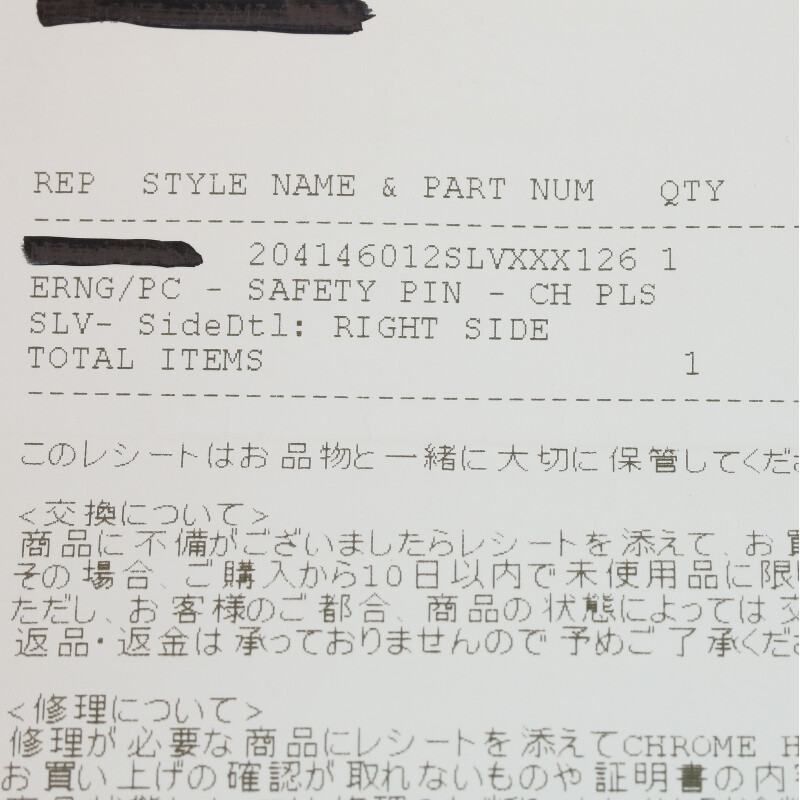 REP STYLE NAME & PART NUM QTY
204146012SLVXXX126 1
ERNG/PC - SAFETY PIN - CH PLS
SLV- SideDtl: RIGHT SIDE
TOTAL ITEMS 1
このレシートはお品物と一緒に大切に保管してくださ
<交換について>
商品に不備がございましたらレシートを添えて、お買
その場合、ご購入から10日以内で未使用品に限
ただし、お客様のご都合、商品の状態によっては交
返品・返金は承っておりませんので予めご了承くださ
<修理について>
修理が必要な商品にレシートを添えてCHROME H
お買い上げの確認が取れないものや証明書の内容